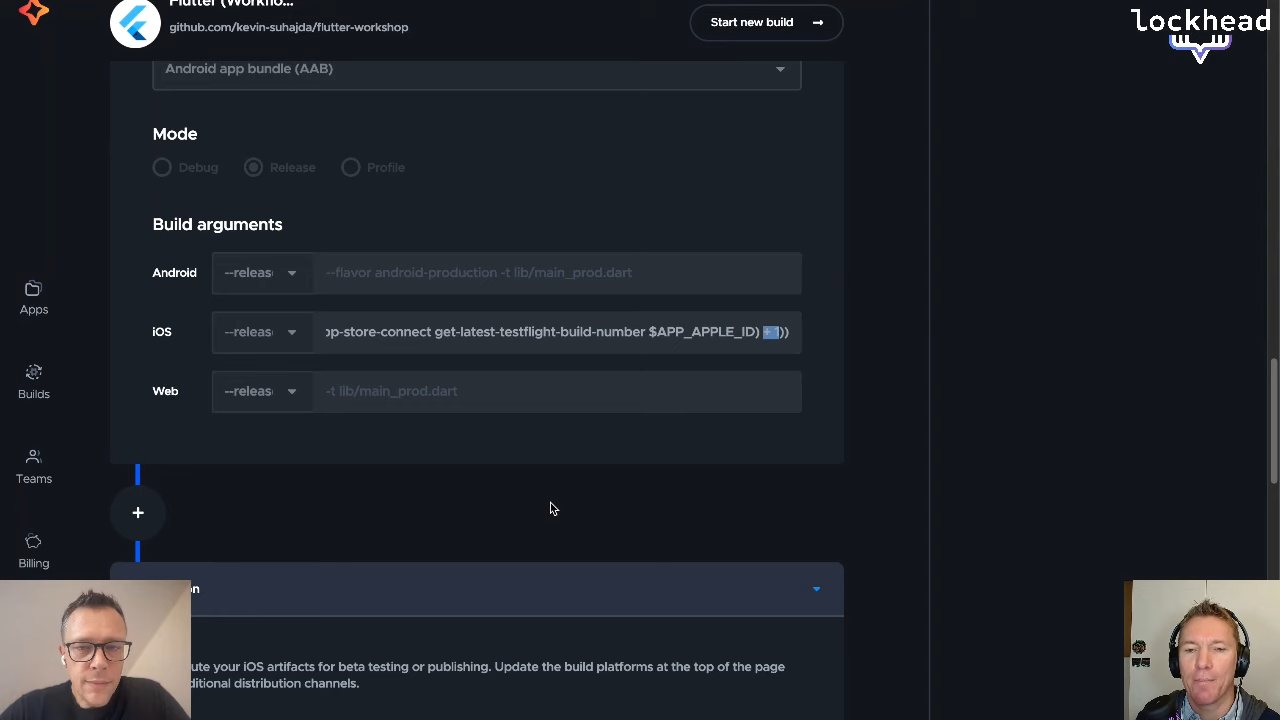 Flutter (Workflo...
github.com/kevin-suhajda/flutter-workshop
Start new build
lockhead
Android app bundle (AAB)
Mode
Debug
Release
Profile
Build arguments
Android
--releas
--flavor android-production -t lib/main_prod.dart
iOS
--releas
pp-store-connect get-latest-testflight-build-number $APP_APPLE_ID) + 1))
Web
--releas
-t lib/main_prod.dart
Apps
Builds
Teams
Billing
+
on
ute your iOS artifacts for beta testing or publishing. Update the build platforms at the top of the page
ditional distribution channels.